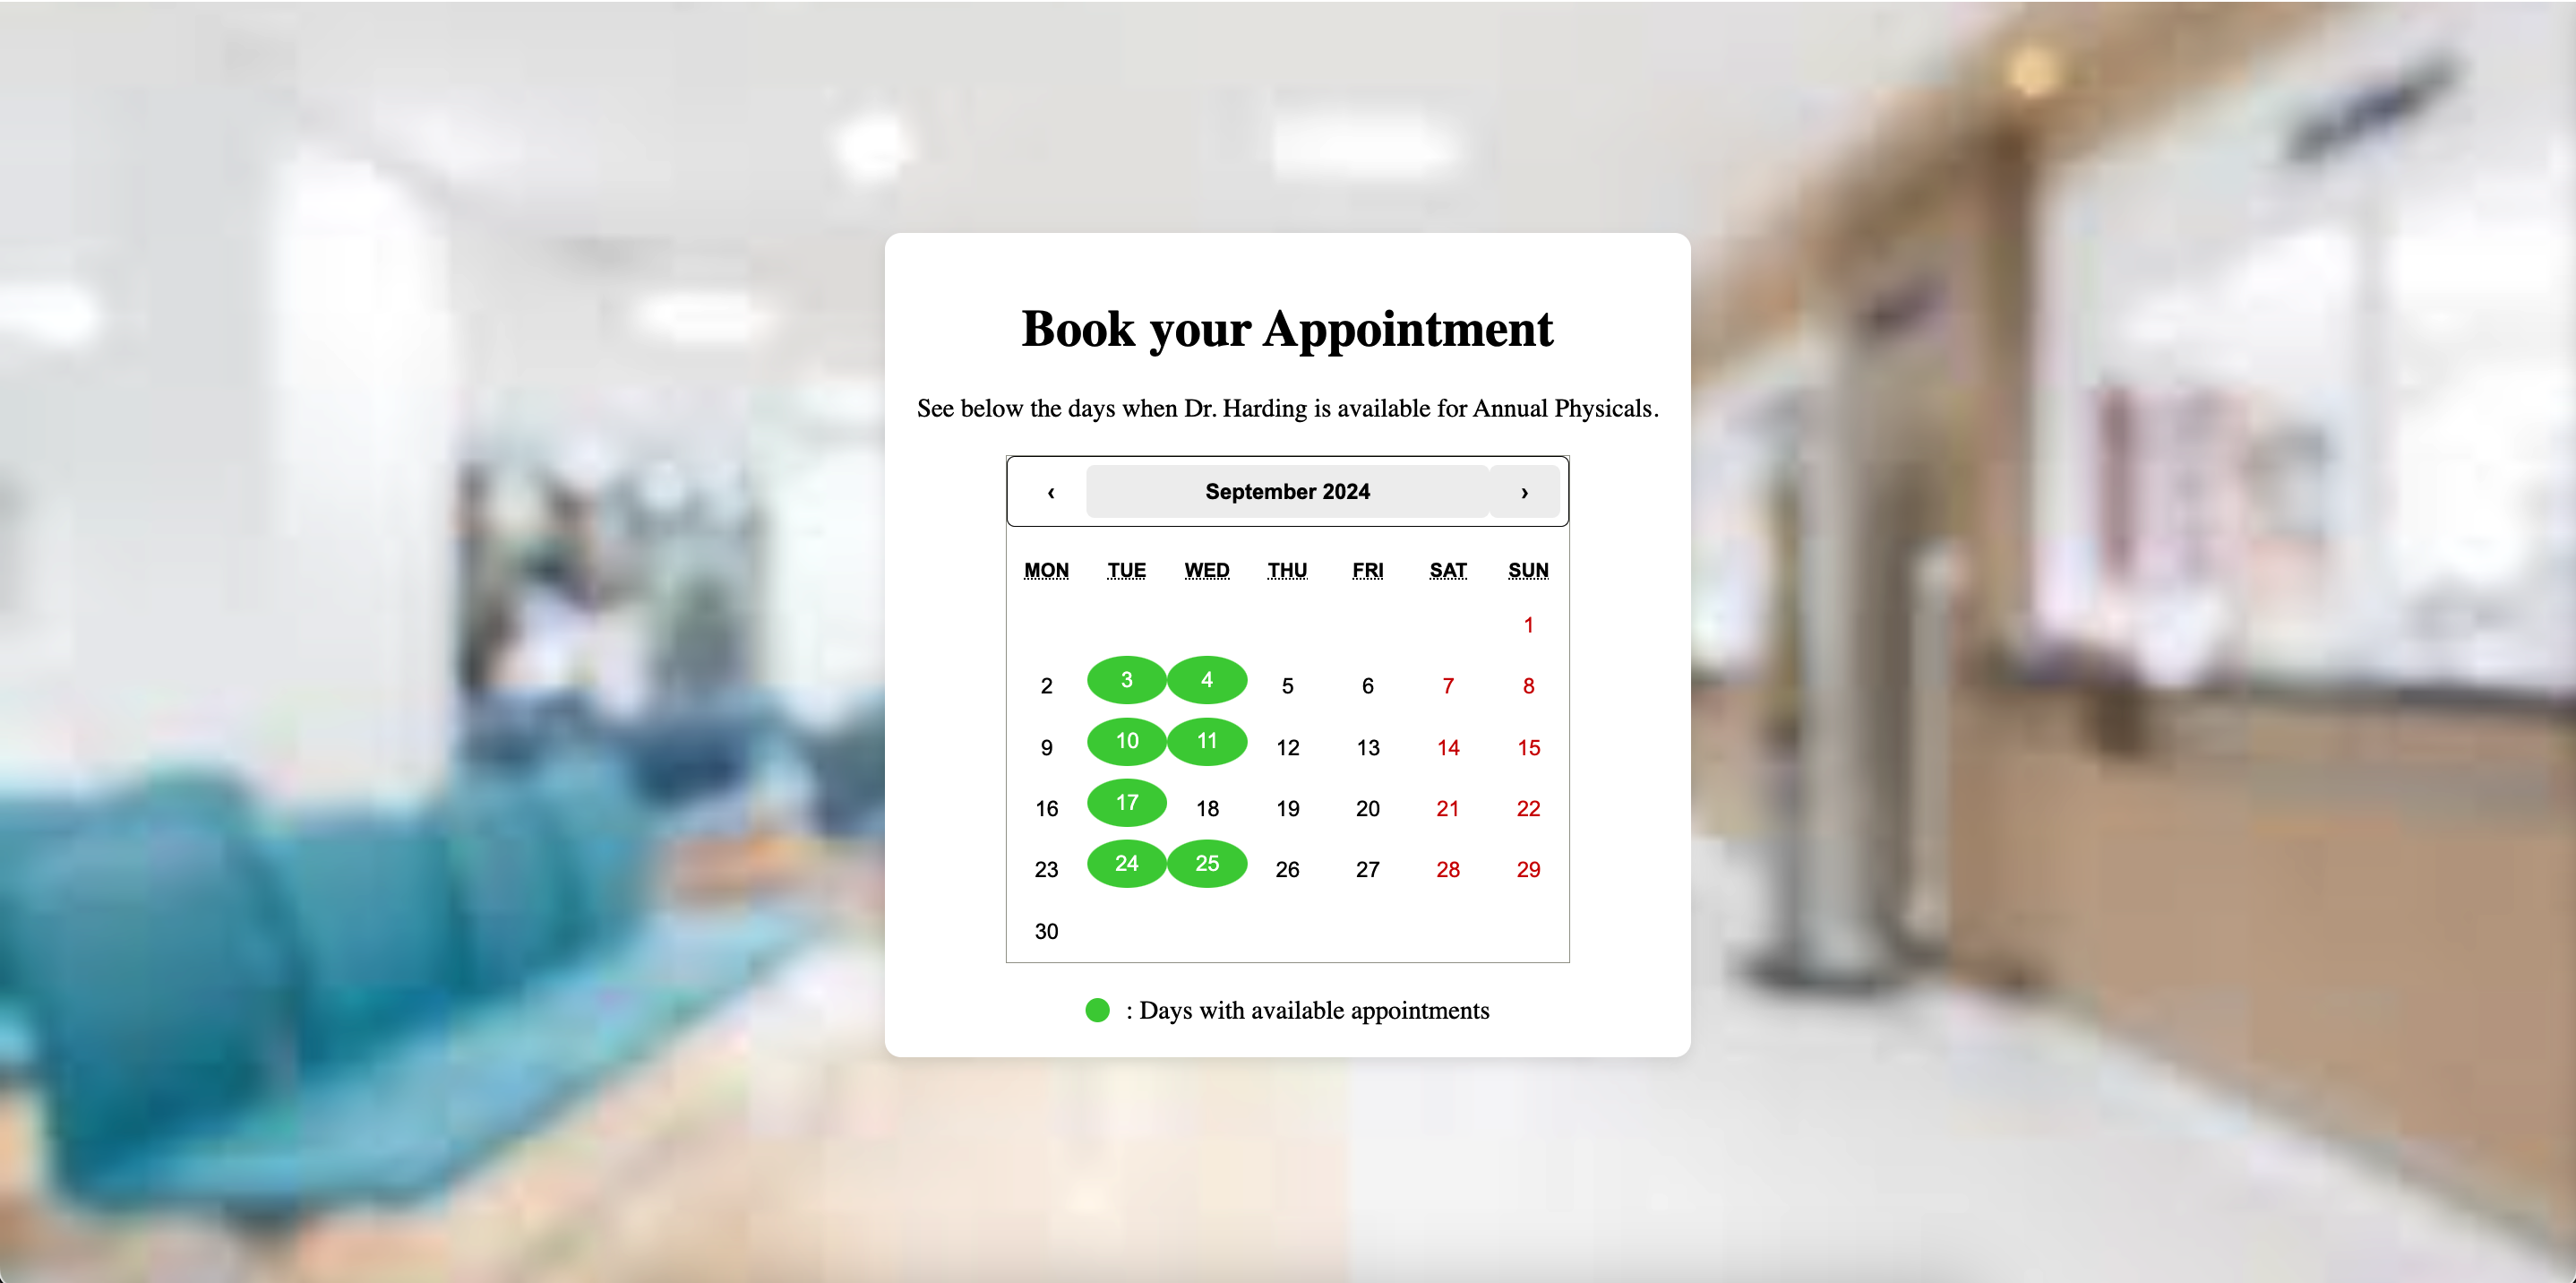 Book your Appointment
See below the days when Dr. Harding is available for Annual Physicals.
‹ September 2024 ›
MON TUE WED THU FRI SAT SUN
1
2 3 4 5 6 7 8
9 10 11 12 13 14 15
16 17 18 19 20 21 22
23 24 25 26 27 28 29
30
: Days with available appointments